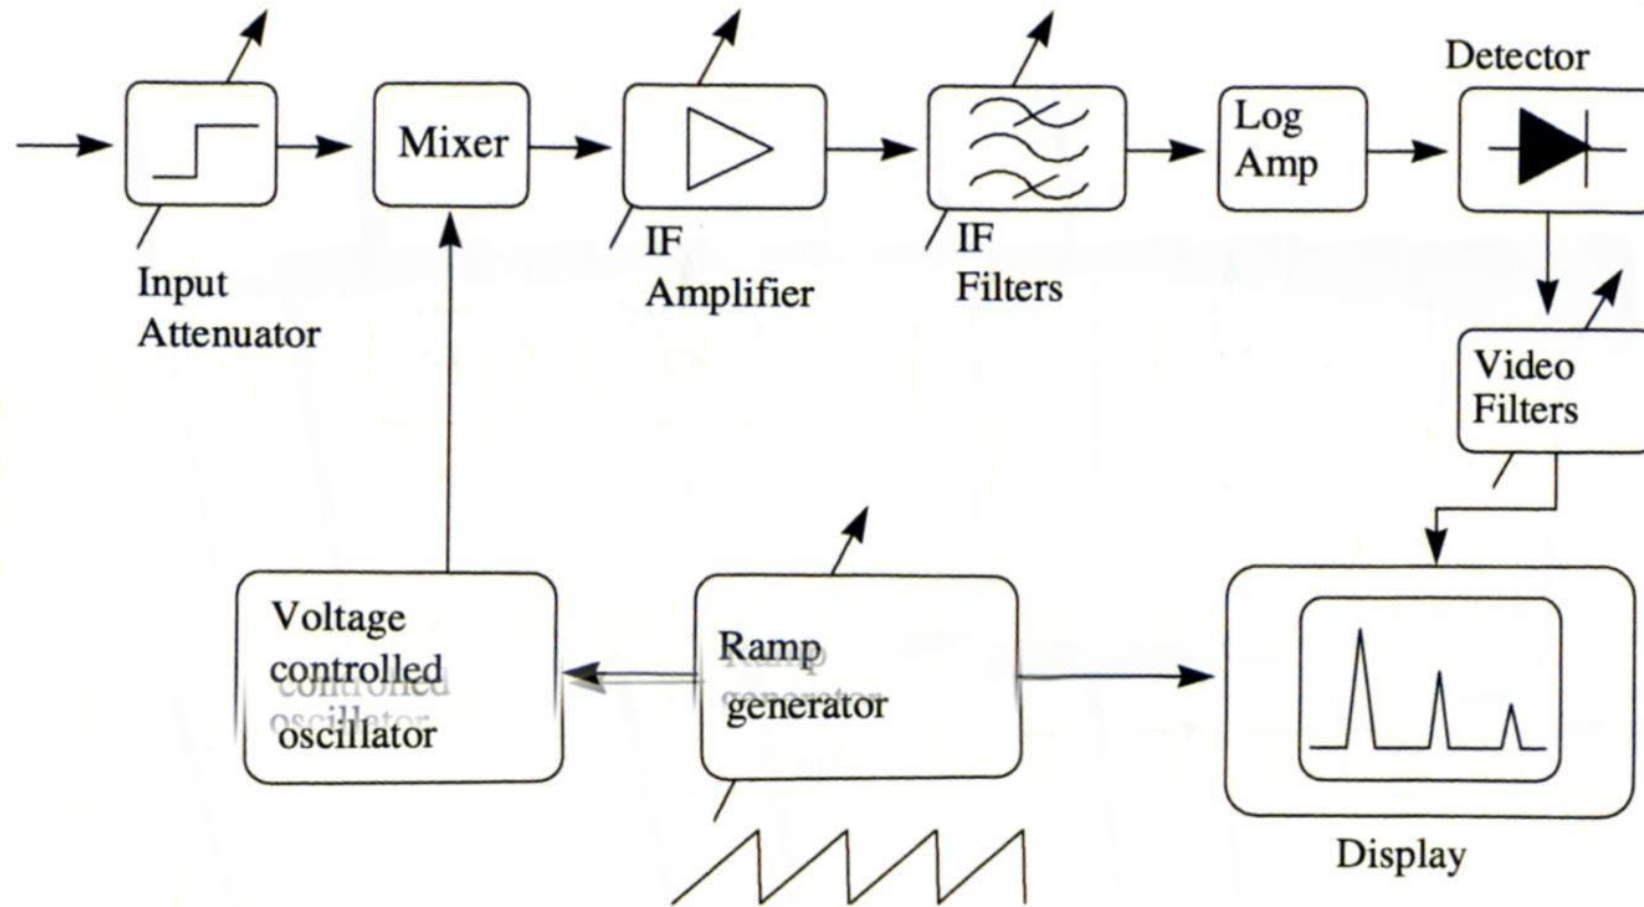 Detector
Mixer
Log
Amp
IF
Amplifier
IF
Filters
Input
Attenuator
Video
Filters
Voltage
controlled
oscillator
Ramp
generator
Display